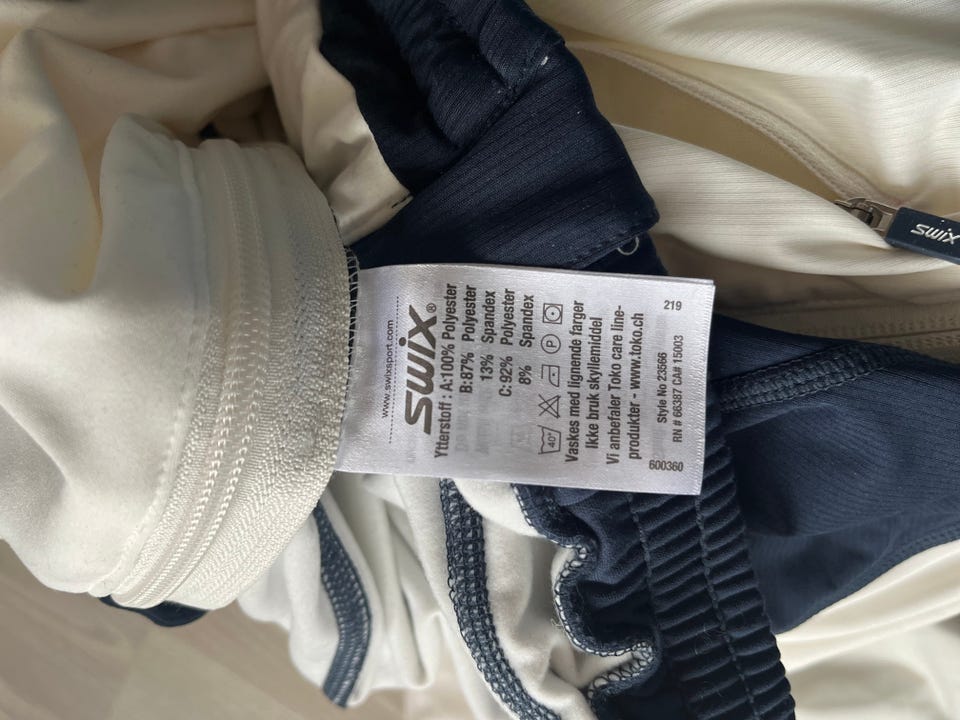 www.swixsport.com
swix®
Ytterstoff : A:100% Polyester
B:87% Polyester
13% Spandex
C:92% Polyester
8% Spandex
40°
P
Vaskes med lignende farger
Ikke bruk skyllemiddel
Vi anbefaler Toko care line-
produkter - www.toko.ch
Style No 23566
219
600360
RN # 66387 CA# 15003
swix